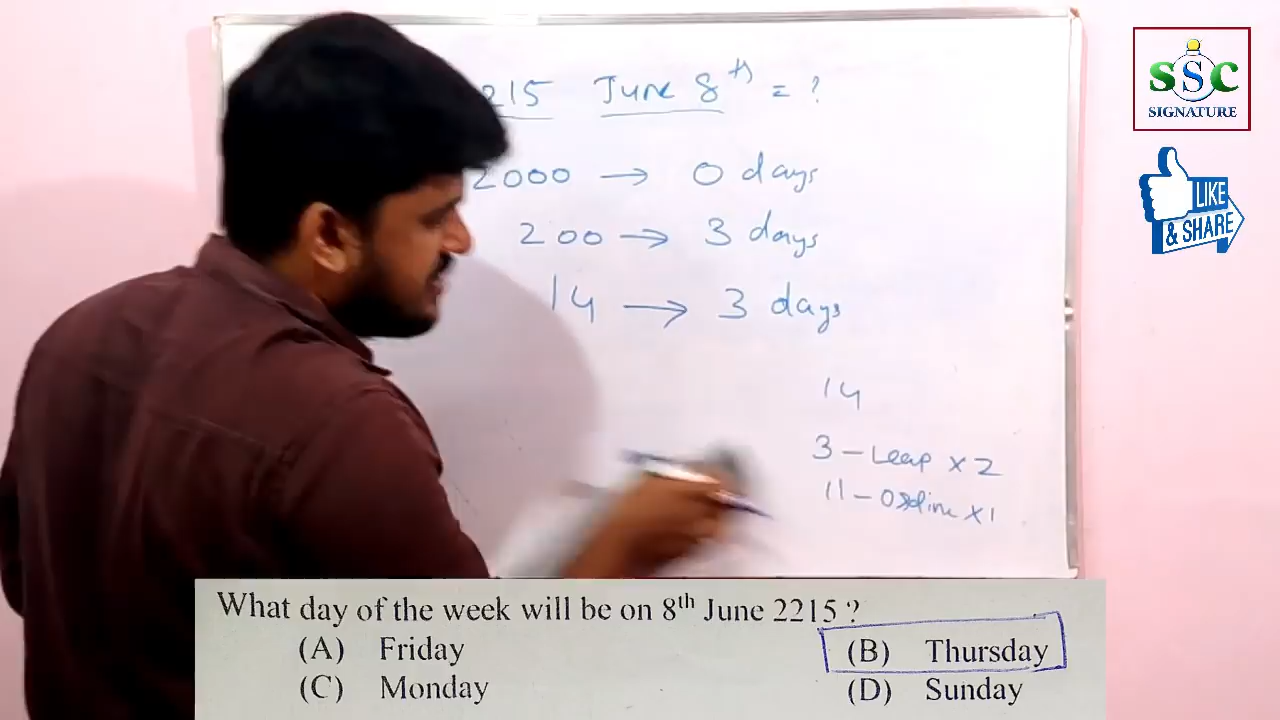 215 June 8th = ?
2000 → 0 days
200 → 3 days
14 → 3 days
14
3 - Leap × 2
11 - × 1
SSC
SIGNATURE
LIKE
& SHARE
What day of the week will be on 8th June 2215 ?
(A) Friday
(B) Thursday
(C) Monday
(D) Sunday